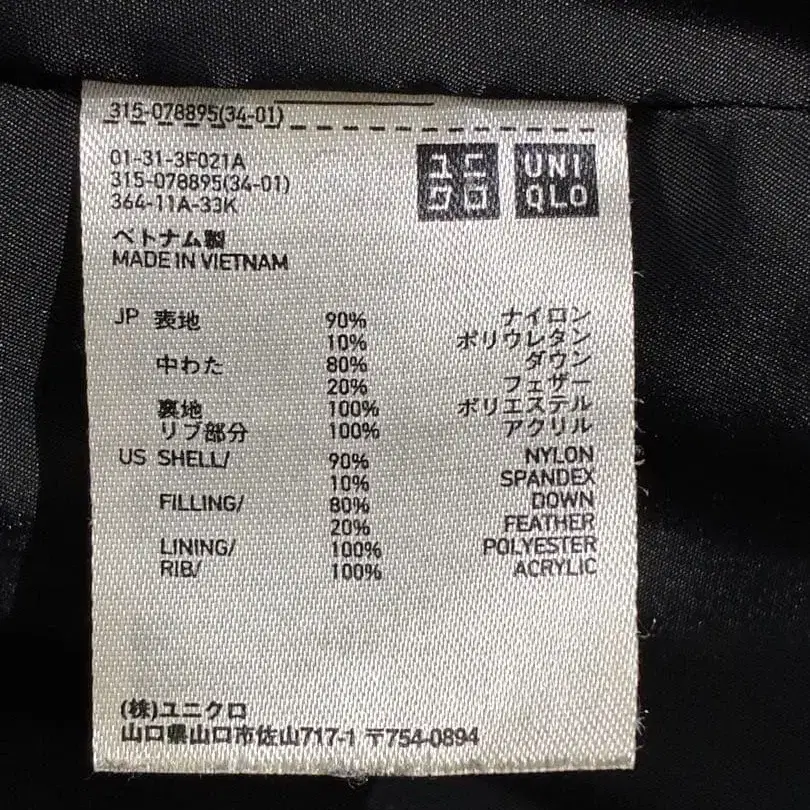 315-078895(34-01)
01-31-3F021A
315-078895(34-01)
364-11A-33K
ユニ
クロ
UNI
QLO
ベトナム製
MADE IN VIETNAM
JP 表地 90% ナイロン
10% ポリウレタン
中わた 80% ダウン
20% フェザー
裏地 100% ポリエステル
リブ部分 100% アクリル
US SHELL/ 90% NYLON
10% SPANDEX
FILLING/ 80% DOWN
20% FEATHER
LINING/ 100% POLYESTER
RIB/ 100% ACRYLIC
(株)ユニクロ
山口県山口市佐山717-1 〒754-0894